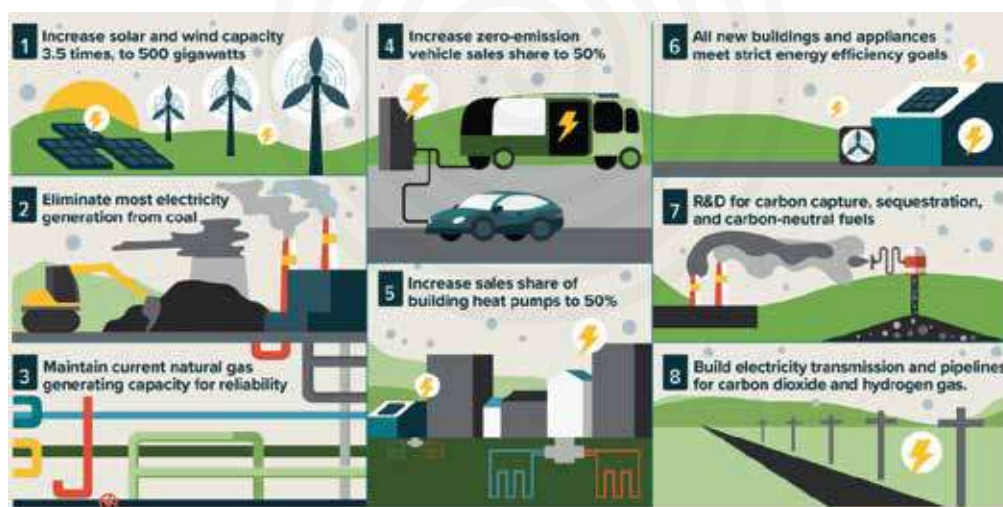 1
Increase solar and wind capacity
3.5 times, to 500 gigawatts
2
Eliminate most electricity
generation from coal
3
Maintain current natural gas
generating capacity for reliability
4
Increase zero-emission
vehicle sales share to 50%
5
Increase sales share of
building heat pumps to 50%
6
All new buildings and appliances
meet strict energy efficiency goals
7
R&D for carbon capture, sequestration,
and carbon-neutral fuels
8
Build electricity transmission and pipelines
for carbon dioxide and hydrogen gas.